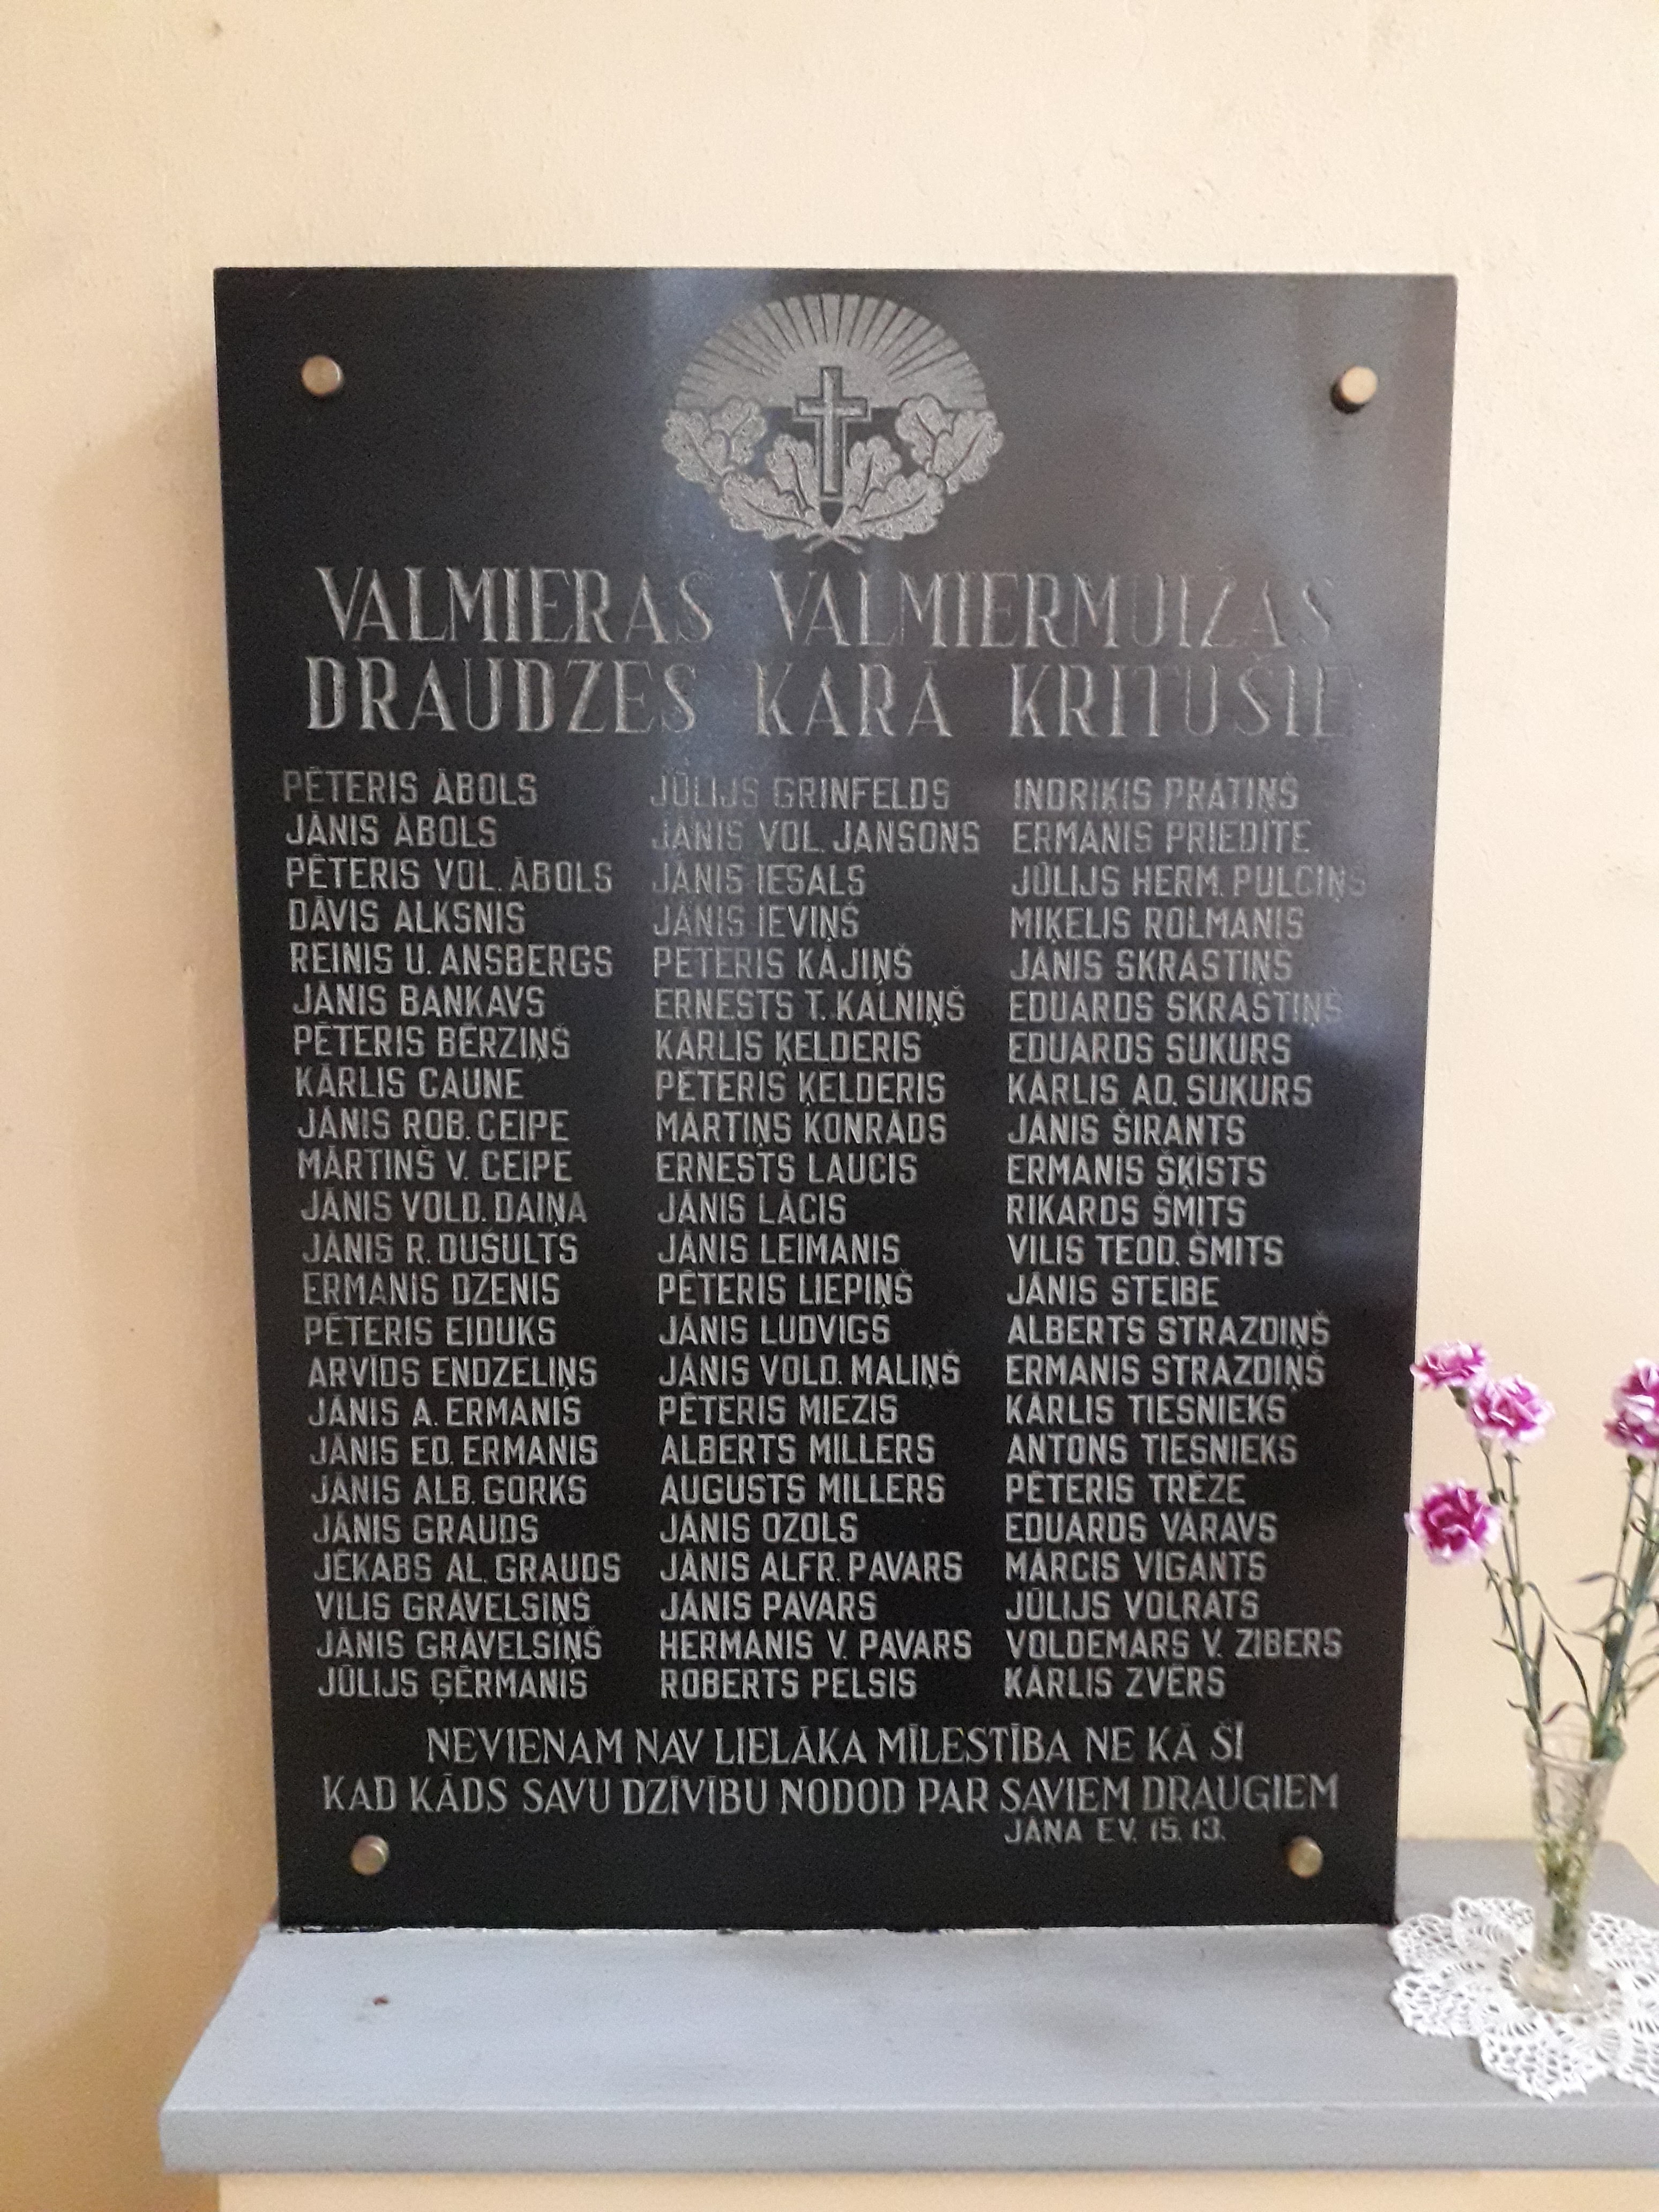 VALMIERAS VALMIERMUIŽAS
DRAUDZES KARĀ KRITUŠIE
PĒTERIS ĀBOLS
JĀNIS ĀBOLS
PĒTERIS VOL. ĀBOLS
DĀVIS ALKSNIS
REINIS U. ANSBERGS
JĀNIS BANKAVS
PĒTERIS BĒRZIŅŠ
KĀRLIS CAUNE
JĀNIS ROB. CEIPE
MĀRTIŅŠ V. CEIPE
JĀNIS VOLD. DAIŅA
JĀNIS R. DUŠULTS
ERMANIS DZENIS
PĒTERIS EIDUKS
ARVĪDS ENDZELIŅŠ
JĀNIS A. ERMANIS
JĀNIS ED. ERMANIS
JĀNIS ALB. GORKS
JĀNIS GRAUDS
JĒKABS AL. GRAUDS
VILIS GRĀVELSIŅŠ
JĀNIS GRĀVELSIŅŠ
JŪLIJS ĢĒRMANIS
JŪLIJS GRINFELDS
JĀNIS VOL. JANSONS
JĀNIS IESALS
JĀNIS IEVIŅŠ
PĒTERIS KĀJIŅŠ
ERNESTS T. KALNIŅŠ
KĀRLIS ĶELDERIS
PĒTERIS ĶELDERIS
MĀRTIŅŠ KONRĀDS
ERNESTS LAUCIS
JĀNIS LĀCIS
JĀNIS LEIMANIS
PĒTERIS LIEPIŅŠ
JĀNIS LUDVIGS
JĀNIS VOLD. MALIŅŠ
PĒTERIS MIEZIS
ALBERTS MILLERS
AUGUSTS MILLERS
JĀNIS OZOLS
JĀNIS ALFR. PAVARS
JĀNIS PAVARS
HERMANIS V. PAVARS
ROBERTS PELSIS
INDRIĶIS PRĀTIŅŠ
ERMANIS PRIEDĪTE
JŪLIJS HERM. PULCIŅŠ
MIĶELIS ROLMANIS
JĀNIS SKRASTIŅŠ
EDUARDS SKRASTIŅŠ
EDUARDS SUKURS
KĀRLIS AD. SUKURS
JĀNIS ŠIRANTS
ERMANIS ŠĶISTS
RIKARDS ŠMITS
VILIS TEOD. ŠMITS
JĀNIS STEIBE
ALBERTS STRAZDIŅŠ
ERMANIS STRAZDIŅŠ
KĀRLIS TIESNIEKS
ANTONS TIESNIEKS
PĒTERIS TRĒZE
EDUARDS VĀRAVS
MĀRCIS VĪGANTS
JŪLIJS VOLRATS
VOLDEMARS V. ZĪBERS
KĀRLIS ZVĒRS
NEVIENAM NAV LIELĀKA MĪLESTĪBA NE KĀ ŠĪ
KAD KĀDS SAVU DZĪVĪBU NODOD PAR SAVIEM DRAUGIEM
JĀŅA EV. 15. 13.